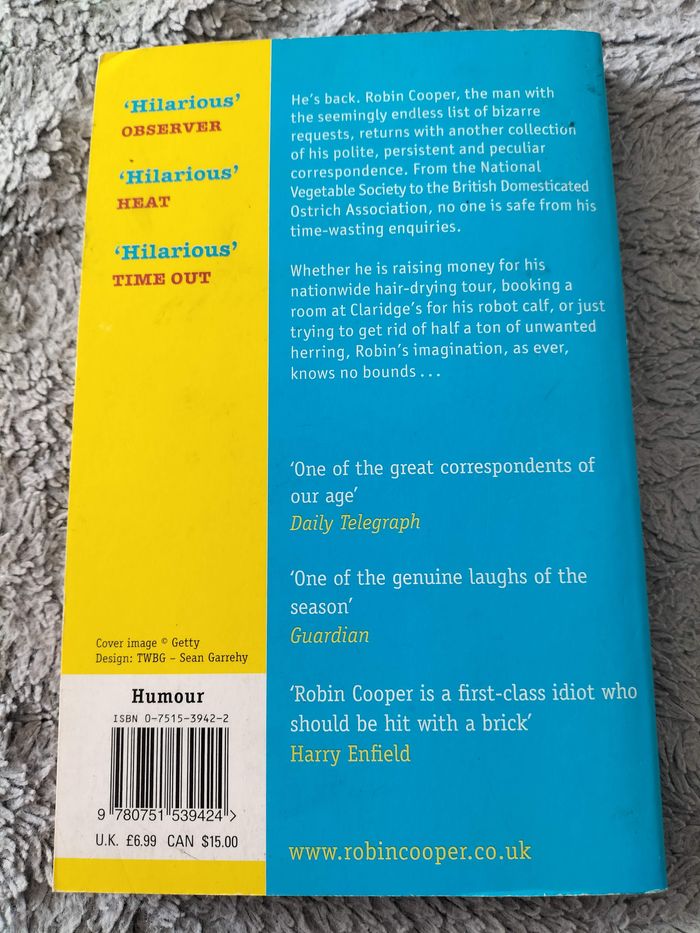 ‘Hilarious’
OBSERVER
‘Hilarious’
HEAT
‘Hilarious’
TIME OUT
He's back. Robin Cooper, the man with
the seemingly endless list of bizarre
requests, returns with another collection
of his polite, persistent and peculiar
correspondence. From the National
Vegetable Society to the British Domesticated
Ostrich Association, no one is safe from his
time-wasting enquiries.
Whether he is raising money for his
nationwide hair-drying tour, booking a
room at Claridge's for his robot calf, or just
trying to get rid of half a ton of unwanted
herring, Robin's imagination, as ever,
knows no bounds ...
‘One of the great correspondents of
our age’
Daily Telegraph
‘One of the genuine laughs of the
season’
Guardian
‘Robin Cooper is a first-class idiot who
should be hit with a brick’
Harry Enfield
www.robincooper.co.uk
Cover image © Getty
Design: TWBG – Sean Garrehy
Humour
ISBN 0-7515-3942-2
9 780751 539424 >
U.K. £6.99 CAN $15.00